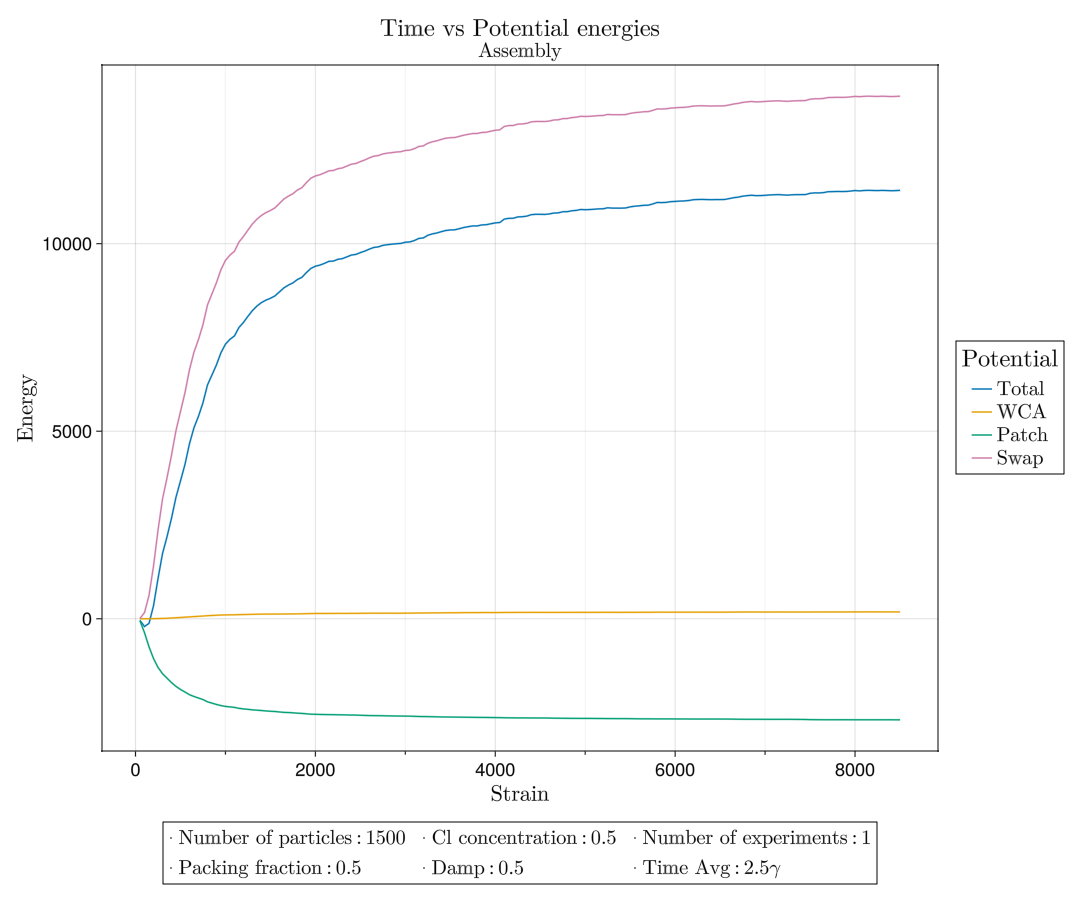 Time vs Potential energies
Assembly
Energy
10000
5000
0
0 2000 4000 6000 8000
Strain
Potential
Total
WCA
Patch
Swap
· Number of particles : 1500 · Cl concentration : 0.5 · Number of experiments : 1
· Packing fraction : 0.5 · Damp : 0.5 · Time Avg : 2.5γ